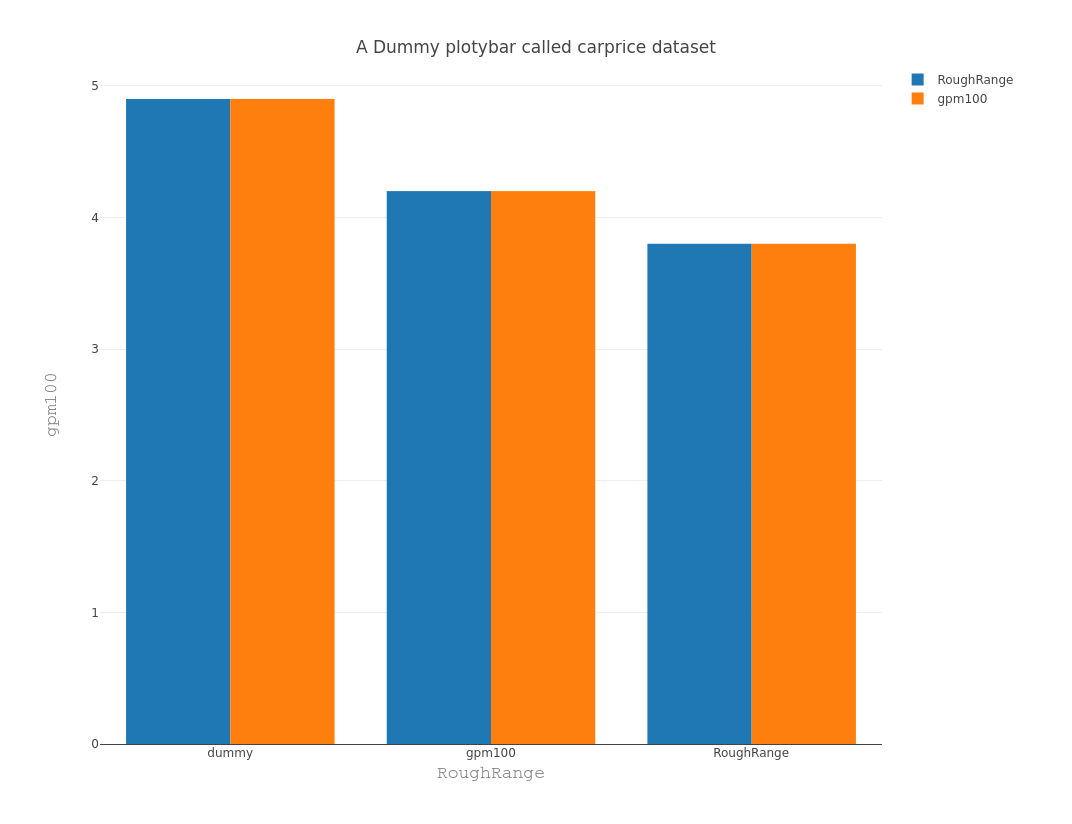 A Dummy plotybar called carprice dataset
RoughRange
gpm100
5
4
3
2
1
0
gpm100
dummy
gpm100
RoughRange
RoughRange